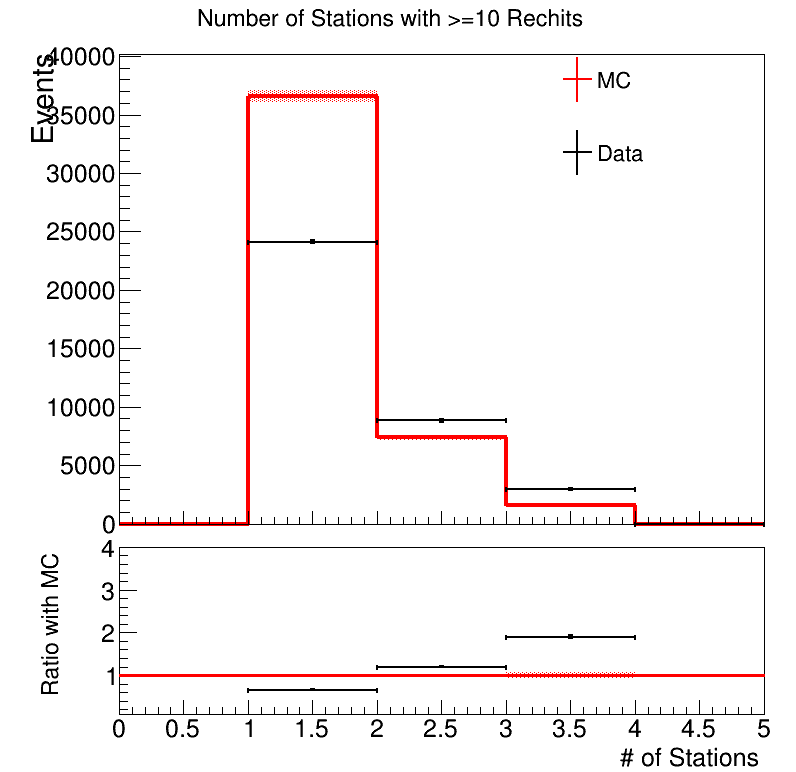 Number of Stations with >=10 Rechits
Events
40000
35000
30000
25000
20000
15000
10000
5000
0
MC
Data
Ratio with MC
4
3
2
1
0 0.5 1 1.5 2 2.5 3 3.5 4 4.5 5
# of Stations